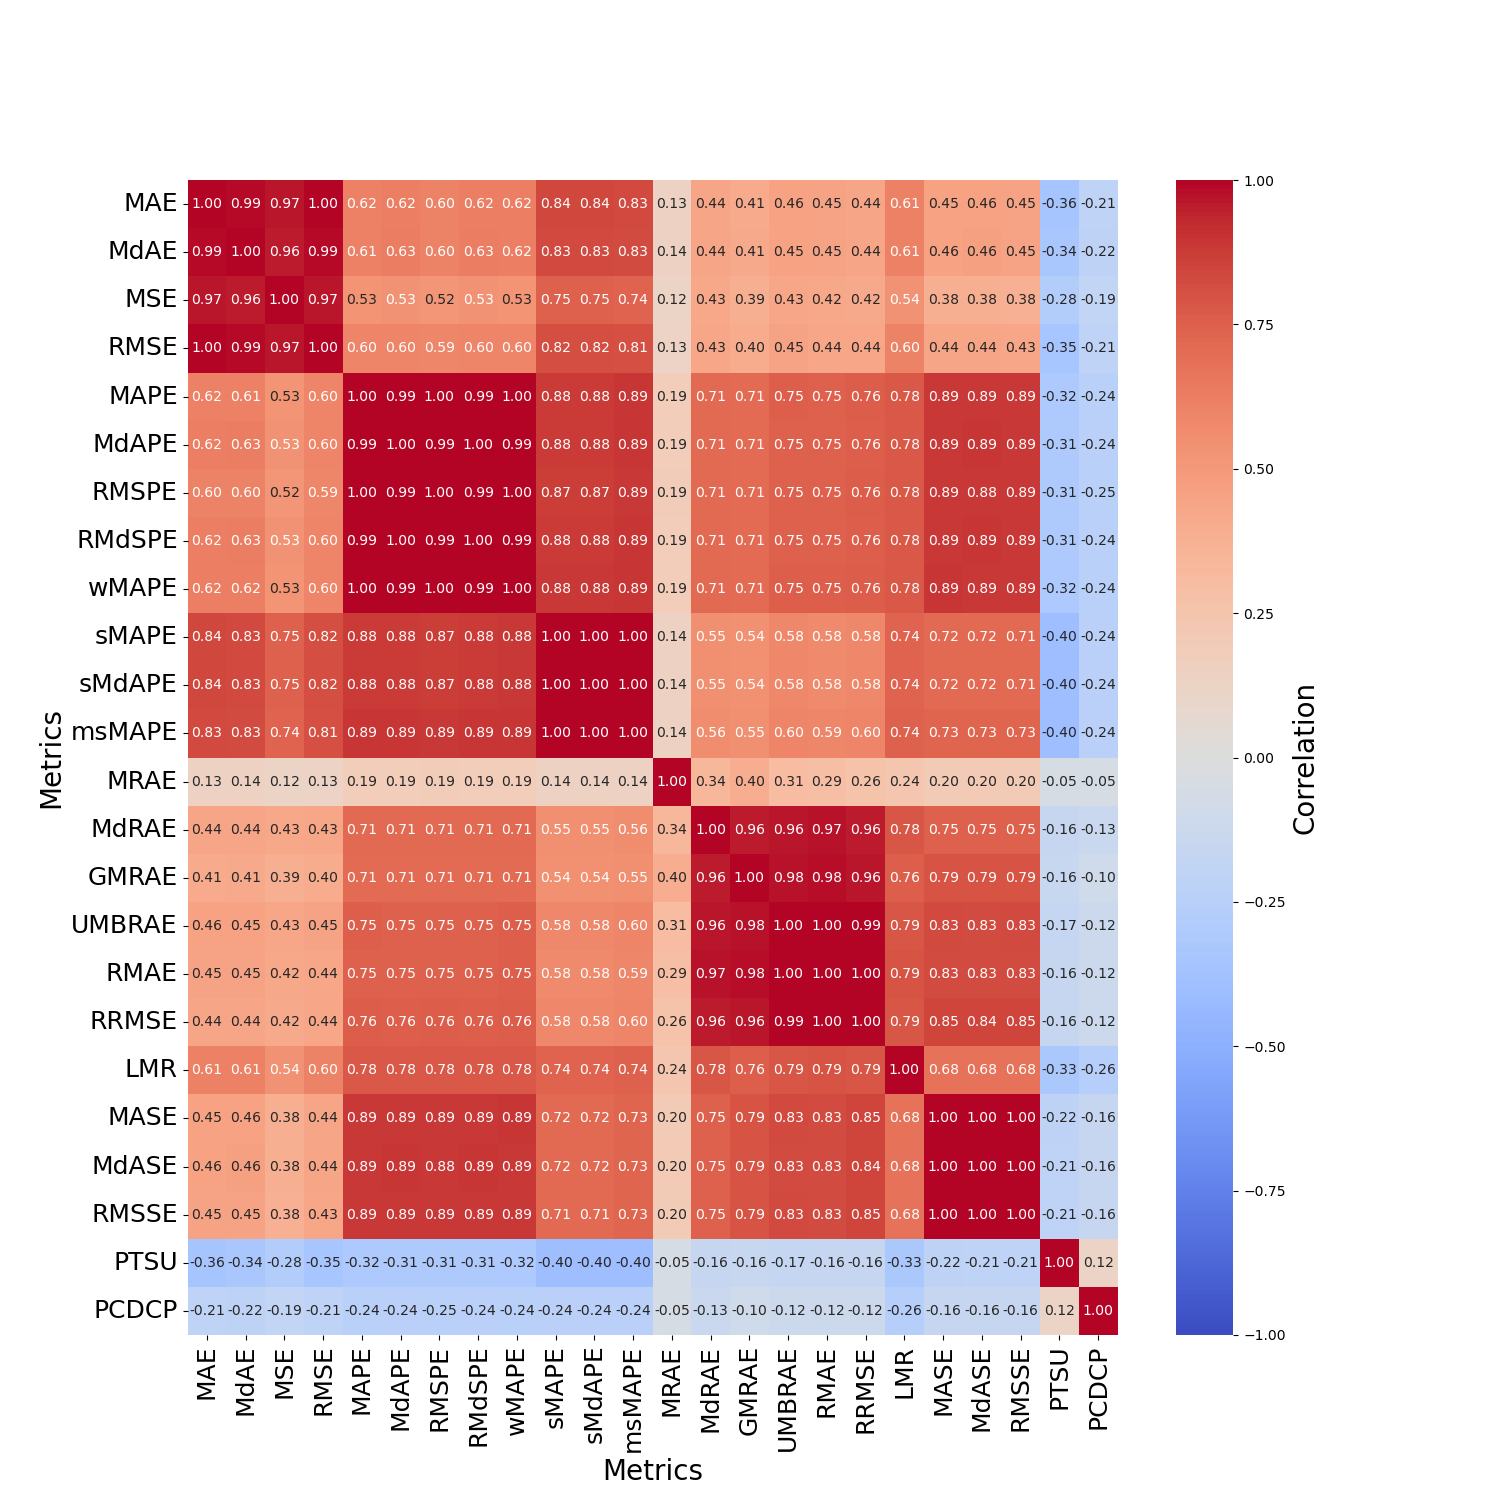 MAE 1.00 0.99 0.97 1.00 0.62 0.62 0.60 0.62 0.62 0.84 0.84 0.83 0.13 0.44 0.41 0.46 0.45 0.44 0.61 0.45 0.46 0.45 -0.36 -0.21
MdAE 0.99 1.00 0.96 0.99 0.61 0.63 0.60 0.63 0.62 0.83 0.83 0.83 0.14 0.44 0.41 0.45 0.45 0.44 0.61 0.46 0.46 0.45 -0.34 -0.22
MSE 0.97 0.96 1.00 0.97 0.53 0.53 0.52 0.53 0.53 0.75 0.75 0.74 0.12 0.43 0.39 0.43 0.42 0.42 0.54 0.38 0.38 0.38 -0.28 -0.19
RMSE 1.00 0.99 0.97 1.00 0.60 0.60 0.59 0.60 0.60 0.82 0.82 0.81 0.13 0.43 0.40 0.45 0.44 0.44 0.60 0.44 0.44 0.43 -0.35 -0.21
MAPE 0.62 0.61 0.53 0.60 1.00 0.99 1.00 0.99 1.00 0.88 0.88 0.89 0.19 0.71 0.71 0.75 0.75 0.76 0.78 0.89 0.89 0.89 -0.32 -0.24
MdAPE 0.62 0.63 0.53 0.60 0.99 1.00 0.99 1.00 0.99 0.88 0.88 0.89 0.19 0.71 0.71 0.75 0.75 0.76 0.78 0.89 0.89 0.89 -0.31 -0.24
RMSPE 0.60 0.60 0.52 0.59 1.00 0.99 1.00 0.99 1.00 0.87 0.87 0.89 0.19 0.71 0.71 0.75 0.75 0.76 0.78 0.89 0.88 0.89 -0.31 -0.25
RMdSPE 0.62 0.63 0.53 0.60 0.99 1.00 0.99 1.00 0.99 0.88 0.88 0.89 0.19 0.71 0.71 0.75 0.75 0.76 0.78 0.89 0.89 0.89 -0.31 -0.24
wMAPE 0.62 0.62 0.53 0.60 1.00 0.99 1.00 0.99 1.00 0.88 0.88 0.89 0.19 0.71 0.71 0.75 0.75 0.76 0.78 0.89 0.89 0.89 -0.32 -0.24
sMAPE 0.84 0.83 0.75 0.82 0.88 0.88 0.87 0.88 0.88 1.00 1.00 1.00 0.14 0.55 0.54 0.58 0.58 0.58 0.74 0.72 0.72 0.71 -0.40 -0.24
sMdAPE 0.84 0.83 0.75 0.82 0.88 0.88 0.87 0.88 0.88 1.00 1.00 1.00 0.14 0.55 0.54 0.58 0.58 0.58 0.74 0.72 0.72 0.71 -0.40 -0.24
msMAPE 0.83 0.83 0.74 0.81 0.89 0.89 0.89 0.89 0.89 1.00 1.00 1.00 0.14 0.56 0.55 0.60 0.59 0.60 0.74 0.73 0.73 0.73 -0.40 -0.24
MRAE 0.13 0.14 0.12 0.13 0.19 0.19 0.19 0.19 0.19 0.14 0.14 0.14 1.00 0.34 0.40 0.31 0.29 0.26 0.24 0.20 0.20 0.20 -0.05 -0.05
MdRAE 0.44 0.44 0.43 0.43 0.71 0.71 0.71 0.71 0.71 0.55 0.55 0.56 0.34 1.00 0.96 0.96 0.97 0.96 0.78 0.75 0.75 0.75 -0.16 -0.13
GMRAE 0.41 0.41 0.39 0.40 0.71 0.71 0.71 0.71 0.71 0.54 0.54 0.55 0.40 0.96 1.00 0.98 0.98 0.96 0.76 0.79 0.79 0.79 -0.16 -0.10
UMBRAE 0.46 0.45 0.43 0.45 0.75 0.75 0.75 0.75 0.75 0.58 0.58 0.60 0.31 0.96 0.98 1.00 1.00 0.99 0.79 0.83 0.83 0.83 -0.17 -0.12
RMAE 0.45 0.45 0.42 0.44 0.75 0.75 0.75 0.75 0.75 0.58 0.58 0.59 0.29 0.97 0.98 1.00 1.00 1.00 0.79 0.83 0.83 0.83 -0.16 -0.12
RRMSE 0.44 0.44 0.42 0.44 0.76 0.76 0.76 0.76 0.76 0.58 0.58 0.60 0.26 0.96 0.96 0.99 1.00 1.00 0.79 0.85 0.84 0.85 -0.16 -0.12
LMR 0.61 0.61 0.54 0.60 0.78 0.78 0.78 0.78 0.78 0.74 0.74 0.74 0.24 0.78 0.76 0.79 0.79 0.79 1.00 0.68 0.68 0.68 -0.33 -0.26
MASE 0.45 0.46 0.38 0.44 0.89 0.89 0.89 0.89 0.89 0.72 0.72 0.73 0.20 0.75 0.79 0.83 0.83 0.85 0.68 1.00 1.00 1.00 -0.22 -0.16
MdASE 0.46 0.46 0.38 0.44 0.89 0.89 0.88 0.89 0.89 0.72 0.72 0.73 0.20 0.75 0.79 0.83 0.83 0.84 0.68 1.00 1.00 1.00 -0.21 -0.16
RMSSE 0.45 0.45 0.38 0.43 0.89 0.89 0.89 0.89 0.89 0.71 0.71 0.73 0.20 0.75 0.79 0.83 0.83 0.85 0.68 1.00 1.00 1.00 -0.21 -0.16
PTSU -0.36 -0.34 -0.28 -0.35 -0.32 -0.31 -0.31 -0.31 -0.32 -0.40 -0.40 -0.40 -0.05 -0.16 -0.16 -0.17 -0.16 -0.16 -0.33 -0.22 -0.21 -0.21 1.00 0.12
PCDCP -0.21 -0.22 -0.19 -0.21 -0.24 -0.24 -0.25 -0.24 -0.24 -0.24 -0.24 -0.24 -0.05 -0.13 -0.10 -0.12 -0.12 -0.12 -0.26 -0.16 -0.16 -0.16 0.12 1.00
Metrics
MAE MdAE MSE RMSE MAPE MdAPE RMSPE RMdSPE wMAPE sMAPE sMdAPE msMAPE MRAE MdRAE GMRAE UMBRAE RMAE RRMSE LMR MASE MdASE RMSSE PTSU PCDCP
Metrics
1.00
0.75
0.50
0.25
0.00
−0.25
−0.50
−0.75
−1.00
Correlation